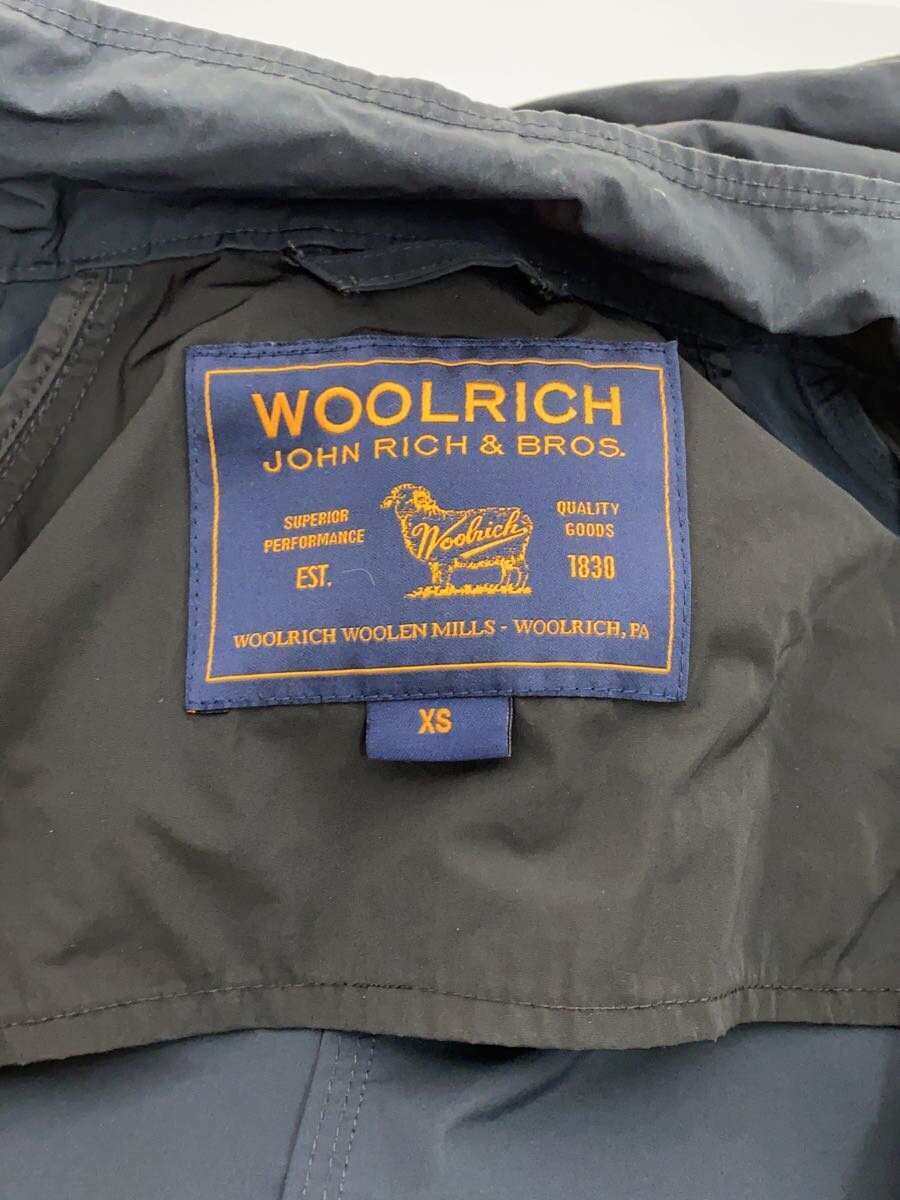 WOOLRICH
JOHN RICH & BROS.
SUPERIOR
PERFORMANCE
EST.
Woolrich
QUALITY
GOODS
1830
WOOLRICH WOOLEN MILLS - WOOLRICH, PA
XS